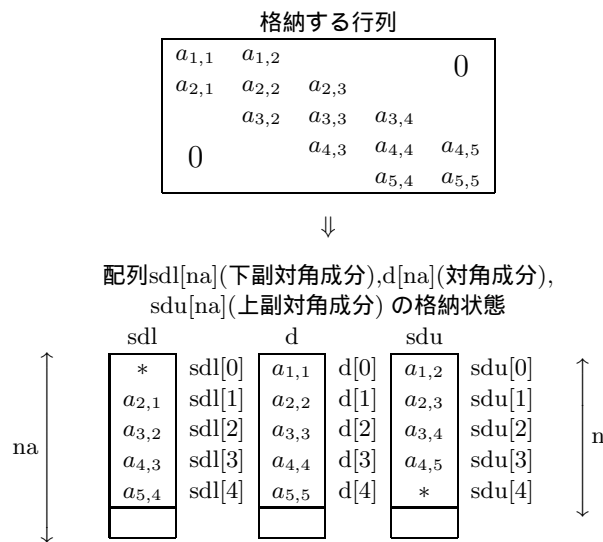 格納する行列
a1,1 a1,2 0
a2,1 a2,2 a2,3
a3,2 a3,3 a3,4
0 a4,3 a4,4 a4,5
a5,4 a5,5
⇓
配列sdl[na](下副対角成分),d[na](対角成分),
sdu[na](上副対角成分) の格納状態
sdl d sdu
* sdl[0] a1,1 d[0] a1,2 sdu[0]
a2,1 sdl[1] a2,2 d[1] a2,3 sdu[1]
a3,2 sdl[2] a3,3 d[2] a3,4 sdu[2]
na a4,3 sdl[3] a4,4 d[3] a4,5 sdu[3] n
a5,4 sdl[4] a5,5 d[4] * sdu[4]